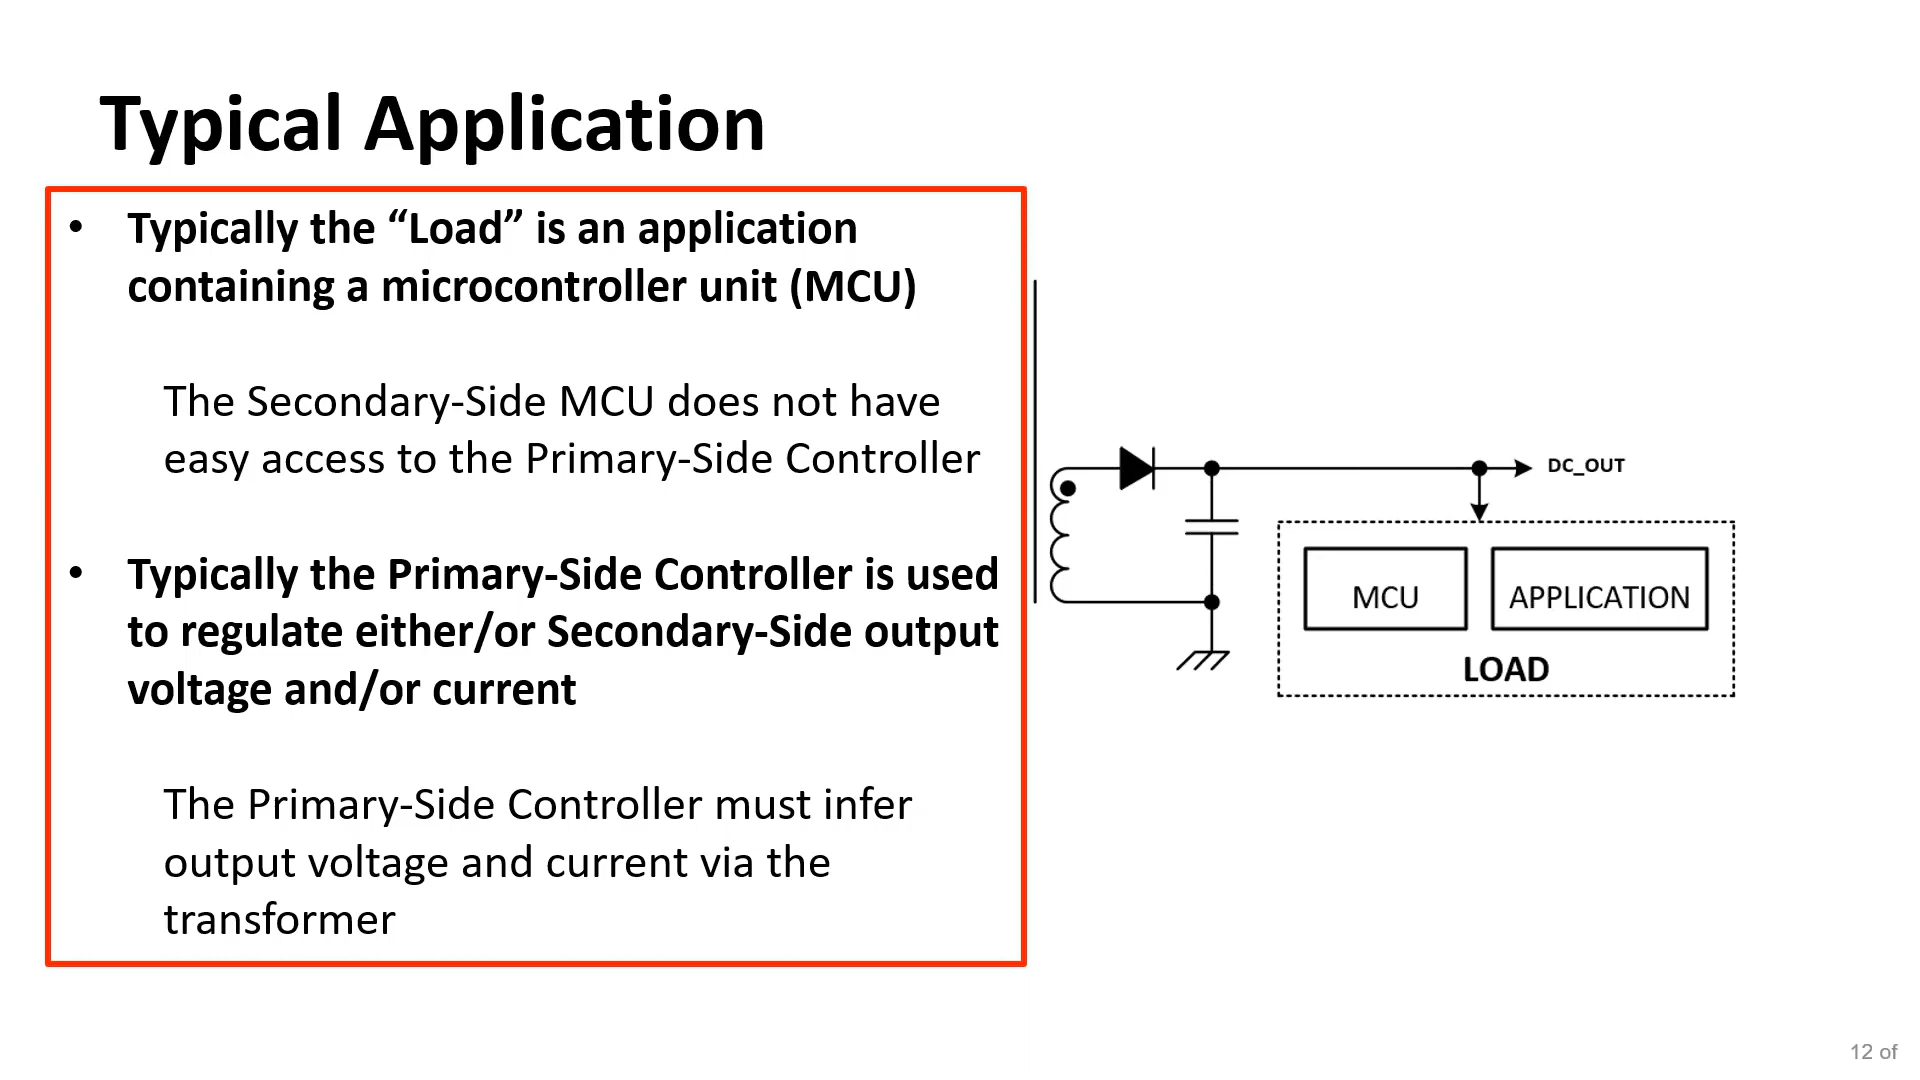 Typical Application
• Typically the “Load” is an application
containing a microcontroller unit (MCU)
The Secondary-Side MCU does not have
easy access to the Primary-Side Controller
• Typically the Primary-Side Controller is used
to regulate either/or Secondary-Side output
voltage and/or current
The Primary-Side Controller must infer
output voltage and current via the
transformer
DC_OUT
MCU
APPLICATION
LOAD
12 of